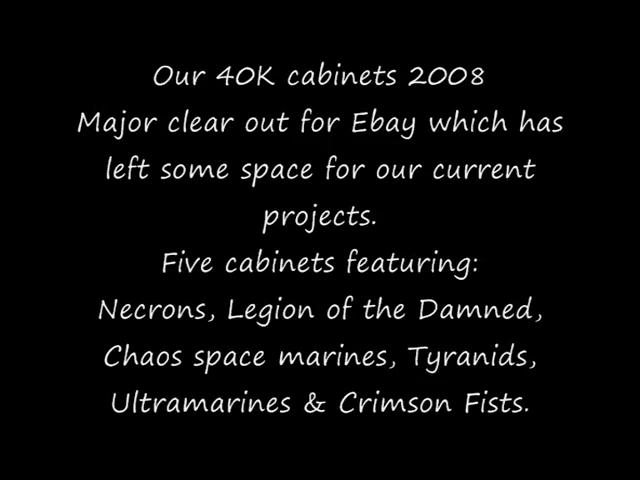 Our 40K cabinets 2008
Major clear out for Ebay which has
left some space for our current
projects.
Five cabinets featuring:
Necrons, Legion of the Damned,
Chaos space marines, Tyranids,
Ultramarines & Crimson Fists.